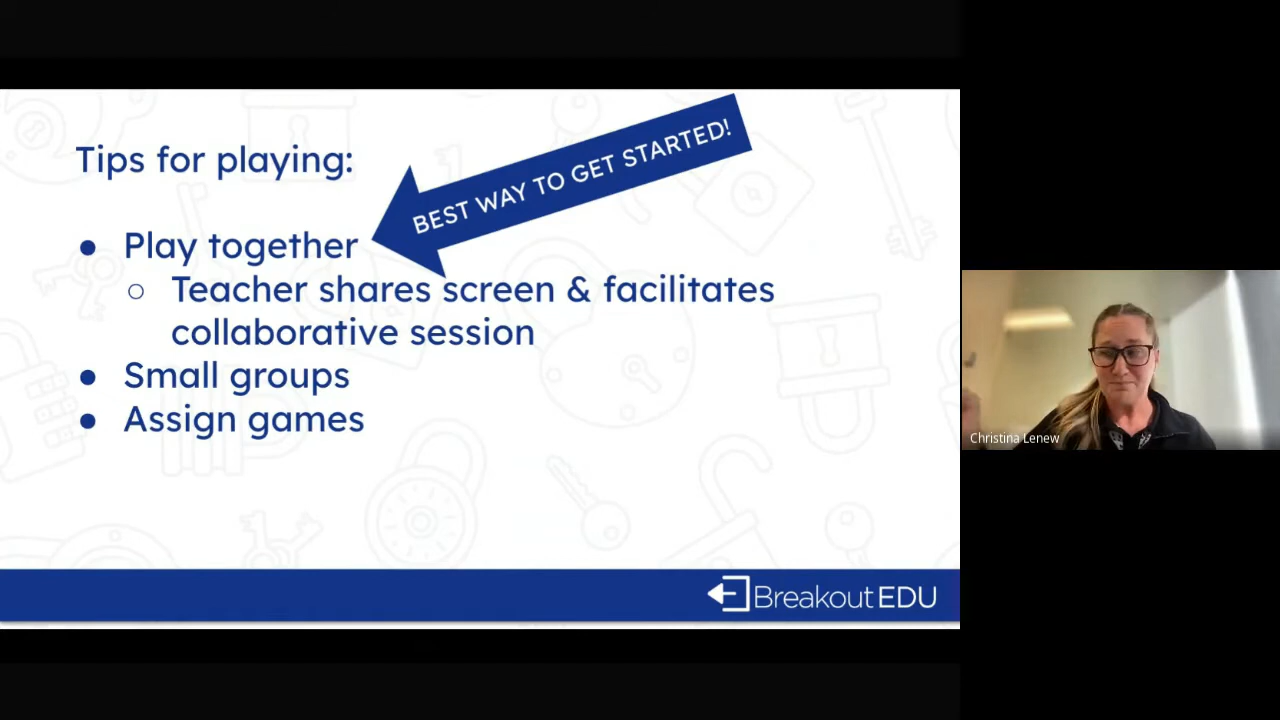 Tips for playing:
BEST WAY TO GET STARTED!
● Play together
○ Teacher shares screen & facilitates
collaborative session
● Small groups
● Assign games
BreakoutEDU
Christina Lenew